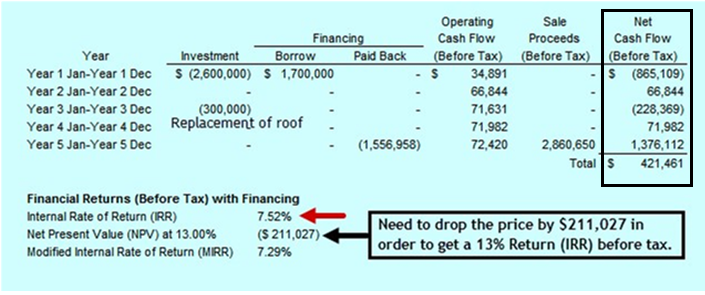 Operating Sale Net
Financing Cash Flow Proceeds Cash Flow
Year Investment Borrow Paid Back (Before Tax) (Before Tax) (Before Tax)
Year 1 Jan-Year 1 Dec $ (2,600,000) $ 1,700,000 - $ 34,891 - $ (865,109)
Year 2 Jan-Year 2 Dec - - - 66,844 - 66,844
Year 3 Jan-Year 3 Dec (300,000) - - 71,631 - (228,369)
Year 4 Jan-Year 4 Dec Replacement of roof - - 71,982 - 71,982
Year 5 Jan-Year 5 Dec - - (1,556,958) 72,420 2,860,650 1,376,112
Total $ 421,461
Financial Returns (Before Tax) with Financing
Internal Rate of Return (IRR) 7.52%
Net Present Value (NPV) at 13.00% ($ 211,027)
Modified Internal Rate of Return (MIRR) 7.29%
Need to drop the price by $211,027 in
order to get a 13% Return (IRR) before tax.